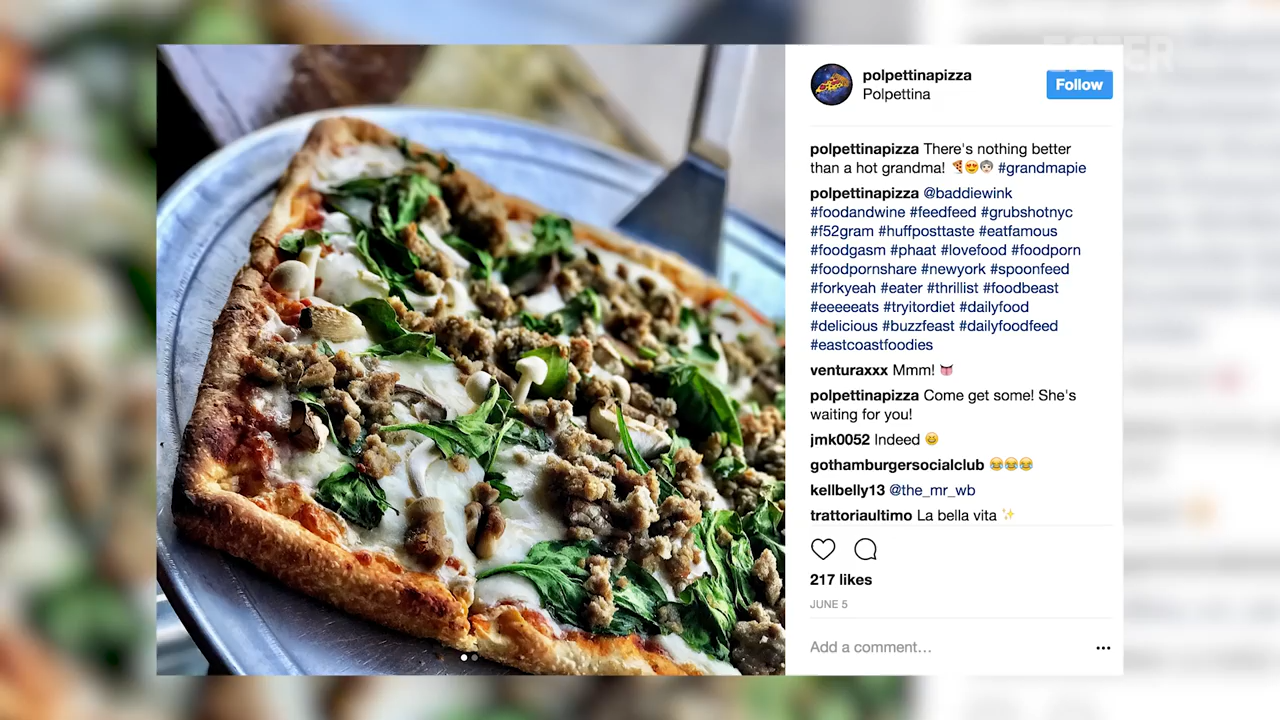 EATER
polpettinapizza
Polpettina
Follow
polpettinapizza There's nothing better
than a hot grandma! 🍕😍👵 #grandmapie
polpettinapizza @baddiewink
#foodandwine #feedfeed #grubshotnyc
#f52gram #huffposttaste #eatfamous
#foodgasm #phaat #lovefood #foodporn
#foodpornshare #newyork #spoonfeed
#forkyeah #eater #thrillist #foodbeast
#eeeeeats #tryitordiet #dailyfood
#delicious #buzzfeast #dailyfoodfeed
#eastcoastfoodies
venturaxxx Mmm! 👅
polpettinapizza Come get some! She's
waiting for you!
jmk0052 Indeed 😄
gothamburgersocialclub 😂😂😂
kellbelly13 @the_mr_wb
trattoriaultimo La bella vita ✨
217 likes
JUNE 5
Add a comment…